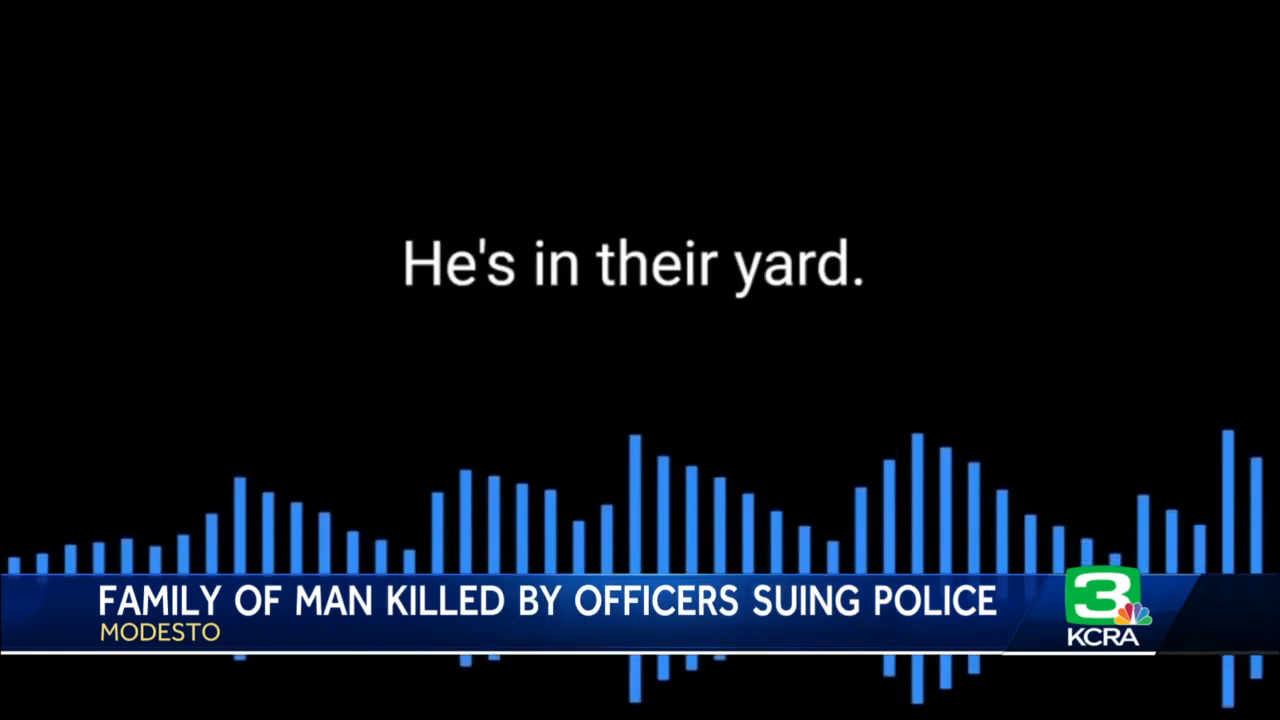 He's in their yard.
FAMILY OF MAN KILLED BY OFFICERS SUING POLICE
MODESTO
3
KCRA